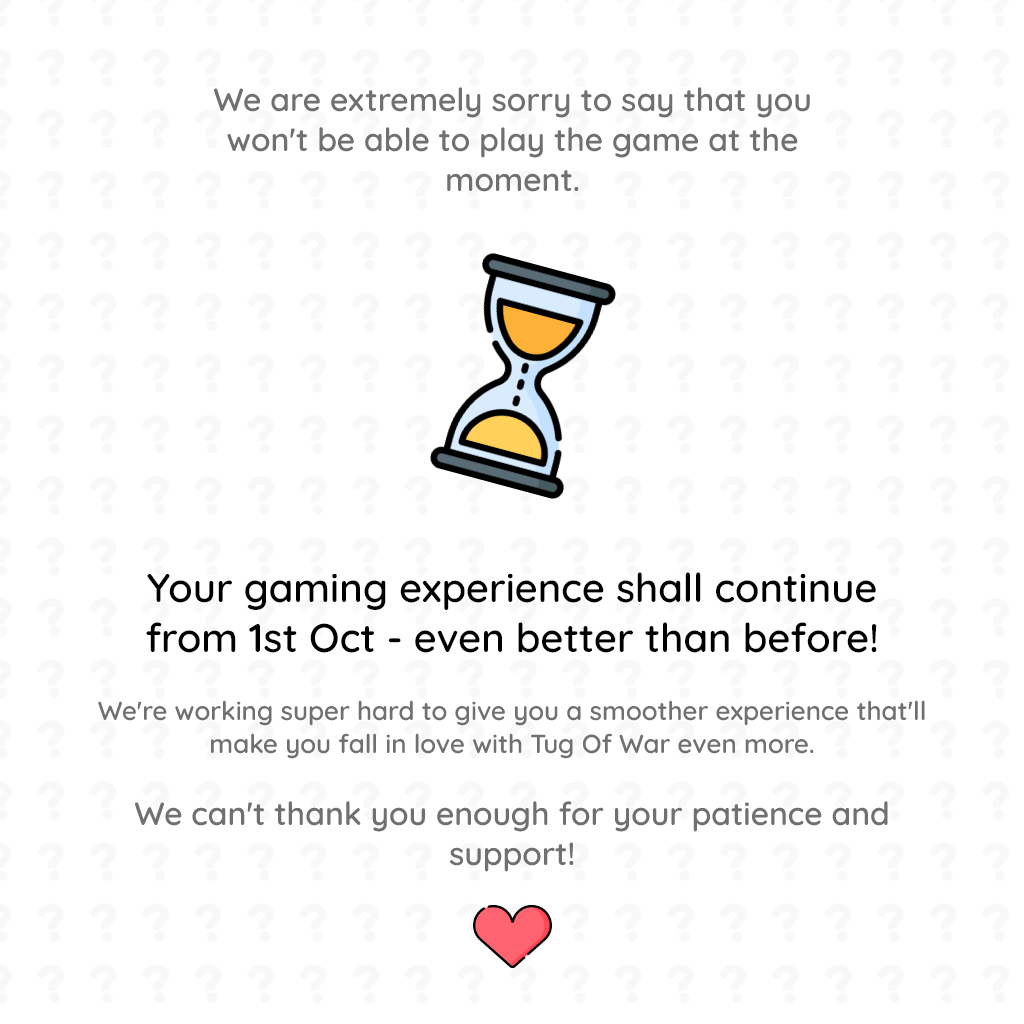 We are extremely sorry to say that you
won't be able to play the game at the
moment.
Your gaming experience shall continue
from 1st Oct - even better than before!
We're working super hard to give you a smoother experience that'll
make you fall in love with Tug Of War even more.
We can't thank you enough for your patience and
support!